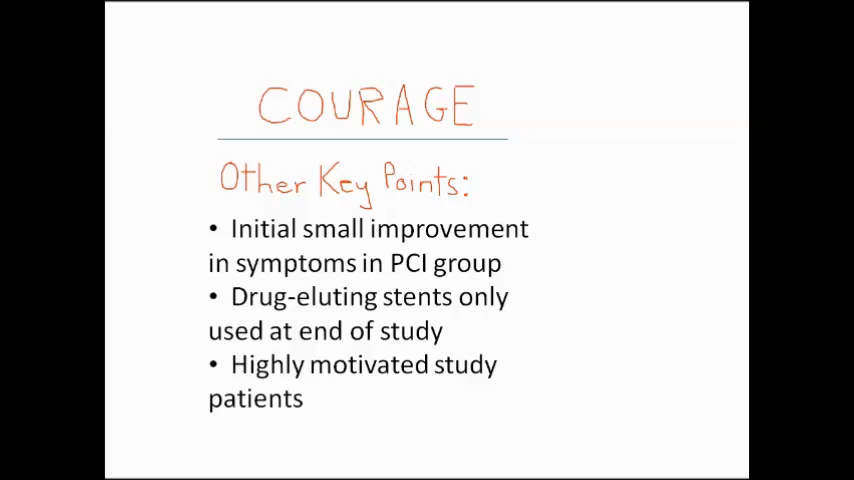 COURAGE
Other Key Points:
• Initial small improvement
in symptoms in PCI group
• Drug-eluting stents only
used at end of study
• Highly motivated study
patients